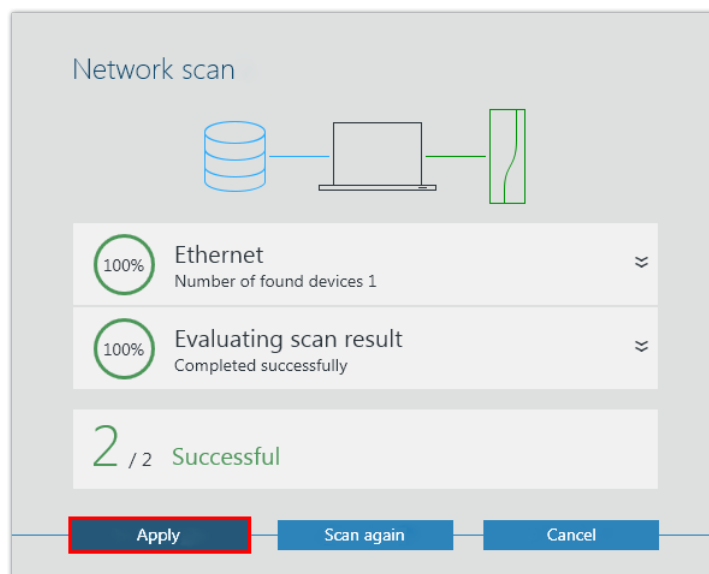 Network scan
100%
Ethernet
Number of found devices 1
100%
Evaluating scan result
Completed successfully
2 / 2 Successful
Apply
Scan again
Cancel